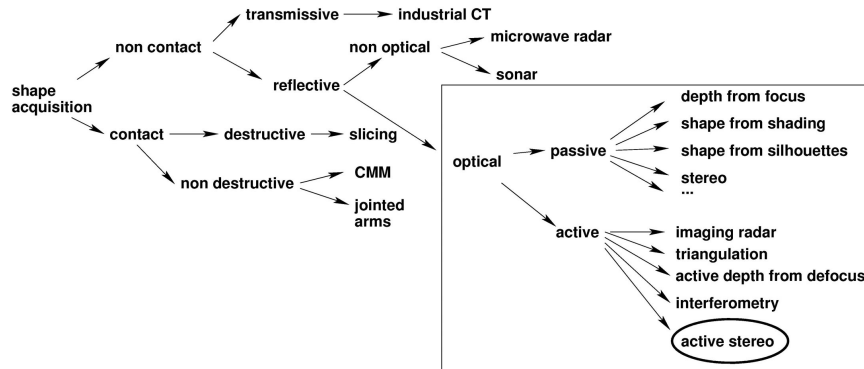 transmissive
industrial CT
non contact
non optical
microwave radar
sonar
reflective
shape
acquisition
contact
destructive
slicing
non destructive
CMM
jointed
arms
optical
passive
depth from focus
shape from shading
shape from silhouettes
stereo
...
active
imaging radar
triangulation
active depth from defocus
interferometry
active stereo